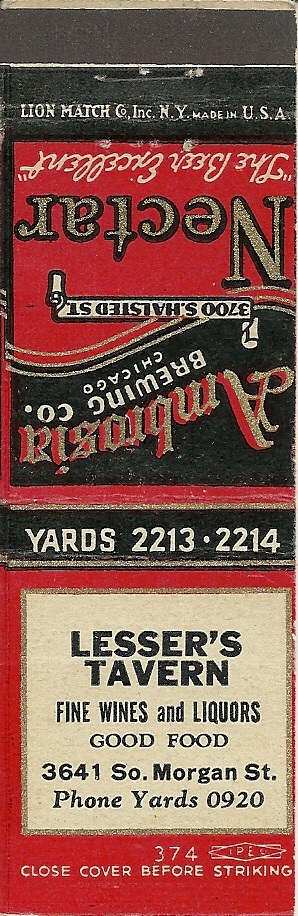 LION MATCH Co., Inc. N.Y. MADE IN U.S.A.
"The Beer Excellent"
Nectar
3700 S. HALSTED ST.
Ambrosia
BREWING CO.
CHICAGO
YARDS 2213 · 2214
LESSER'S
TAVERN
FINE WINES and LIQUORS
GOOD FOOD
3641 So. Morgan St.
Phone Yards 0920
374
CLOSE COVER BEFORE STRIKING